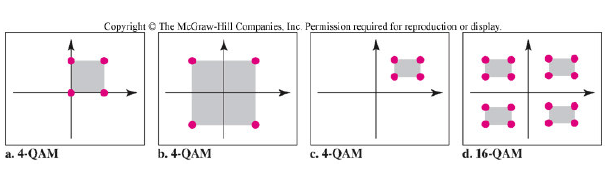 Copyright © The McGraw-Hill Companies, Inc. Permission required for reproduction or display.
a. 4-QAM b. 4-QAM c. 4-QAM d. 16-QAM